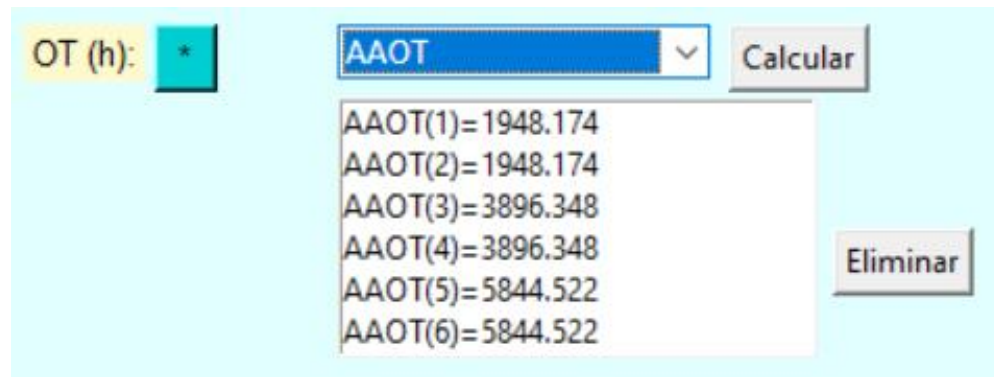 OT (h): * AAOT Calcular
AAOT(1)=1948.174
AAOT(2)=1948.174
AAOT(3)=3896.348
AAOT(4)=3896.348
AAOT(5)=5844.522
AAOT(6)=5844.522
Eliminar